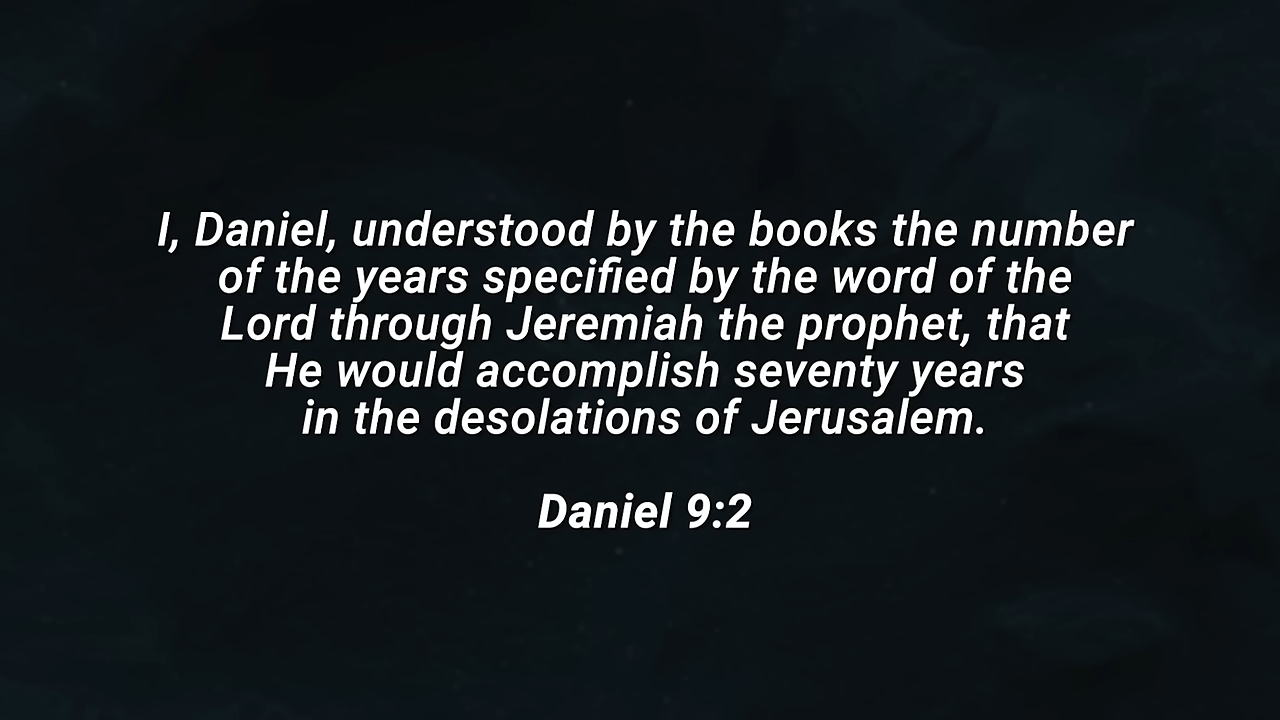 I, Daniel, understood by the books the number
of the years specified by the word of the
Lord through Jeremiah the prophet, that
He would accomplish seventy years
in the desolations of Jerusalem.
Daniel 9:2